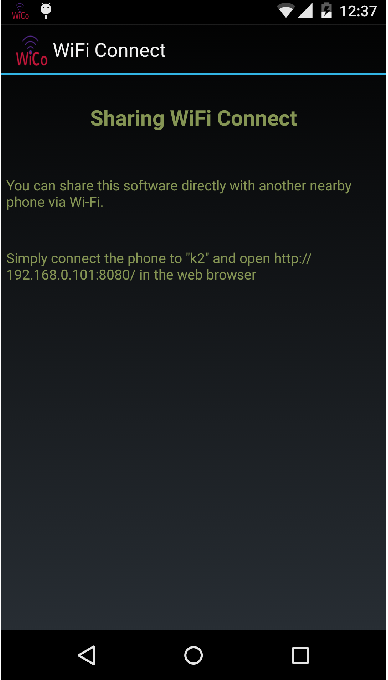 WiCo
12:37
WiCo
WiFi Connect
Sharing WiFi Connect
You can share this software directly with another nearby
phone via Wi-Fi.
Simply connect the phone to "k2" and open http://
192.168.0.101:8080/ in the web browser